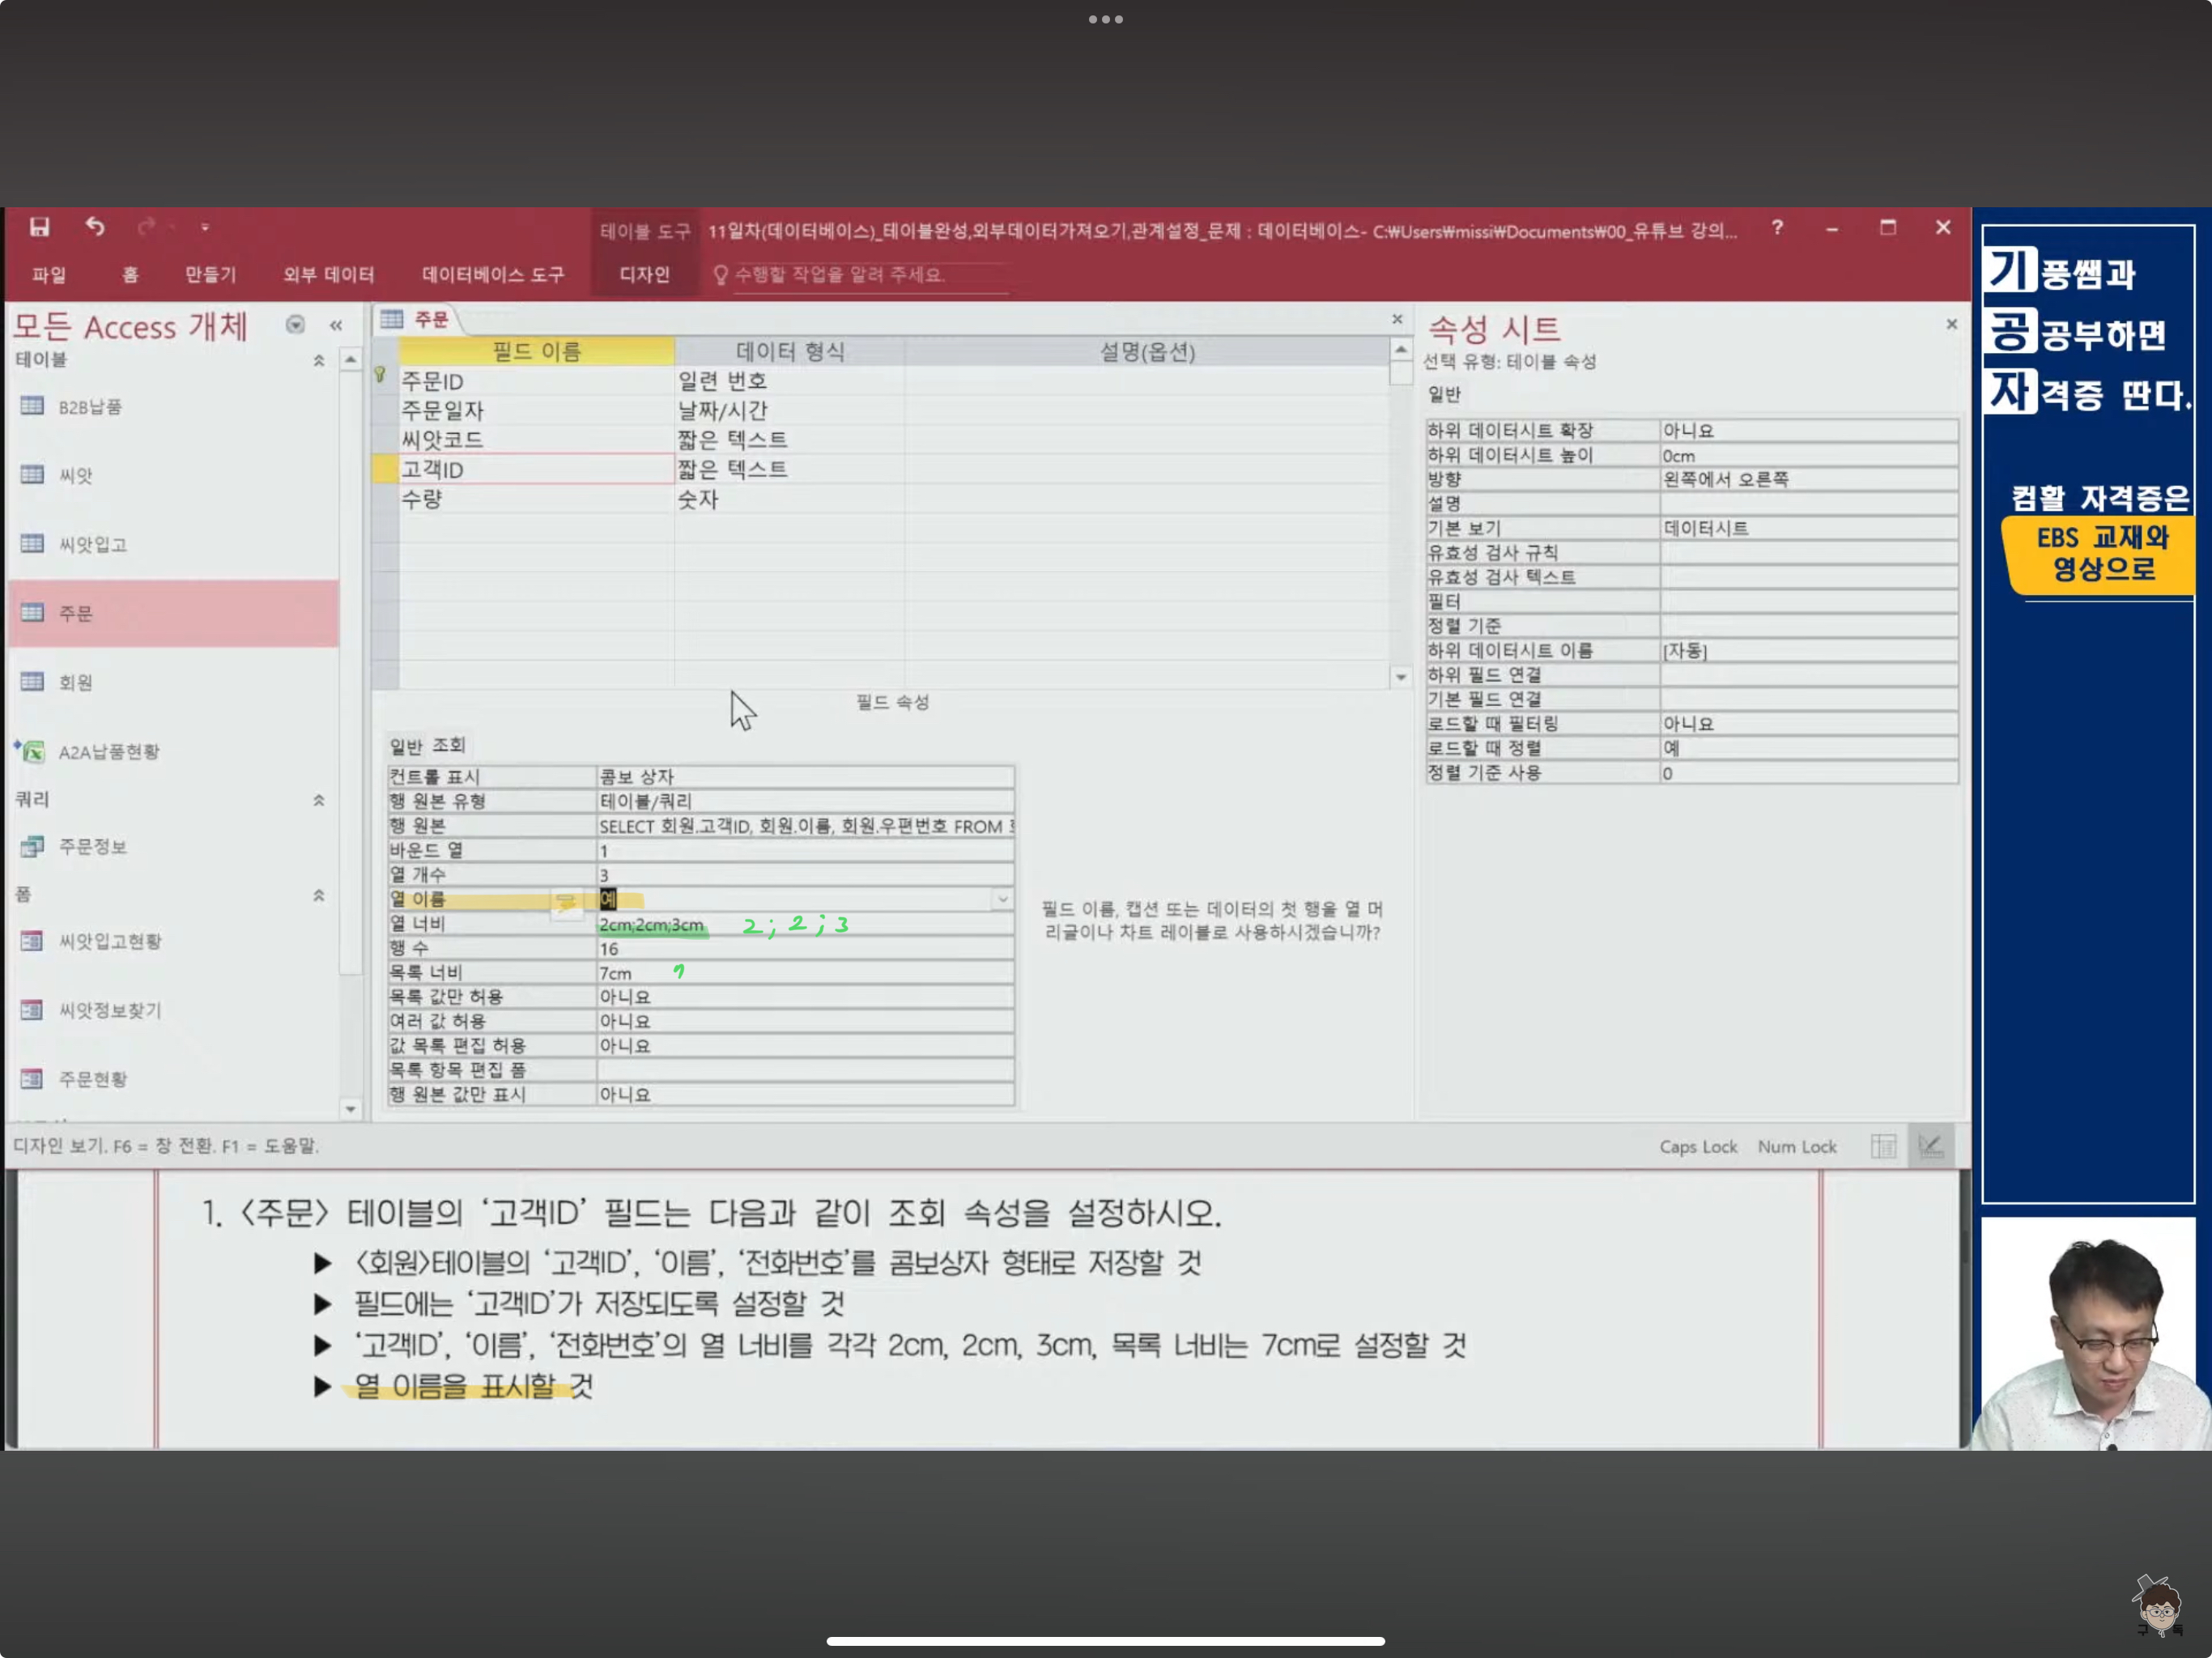 테이블 도구
11일차(데이터베이스)_테이블완성,외부데이터가져오기,관계설정_문제 : 데이터베이스- C:₩Users₩missi₩Documents₩00_유튜브 강의...
?
파일 홈 만들기 외부 데이터 데이터베이스 도구 디자인 수행할 작업을 알려 주세요.
모든 Access 개체
테이블
B2B납품
씨앗
씨앗입고
주문
회원
A2A납품현황
쿼리
주문정보
폼
씨앗입고현황
씨앗정보찾기
주문현황
주문
필드 이름 데이터 형식 설명(옵션)
주문ID 일련 번호
주문일자 날짜/시간
씨앗코드 짧은 텍스트
고객ID 짧은 텍스트
수량 숫자
필드 속성
일반 조회
컨트롤 표시 콤보 상자
행 원본 유형 테이블/쿼리
행 원본 SELECT 회원.고객ID, 회원.이름, 회원.우편번호 FROM
바운드 열 1
열 개수 3
열 이름 예
열 너비 2cm;2cm;3cm 2;2;3
행 수 16
목록 너비 7cm 7
목록 값만 허용 아니요
여러 값 허용 아니요
값 목록 편집 허용 아니요
목록 항목 편집 폼
행 원본 값만 표시 아니요
필드 이름, 캡션 또는 데이터의 첫 행을 열 머
리글이나 차트 레이블로 사용하시겠습니까?
속성 시트
선택 유형: 테이블 속성
일반
하위 데이터시트 확장 아니요
하위 데이터시트 높이 0cm
방향 왼쪽에서 오른쪽
설명
기본 보기 데이터시트
유효성 검사 규칙
유효성 검사 텍스트
필터
정렬 기준
하위 데이터시트 이름 [자동]
하위 필드 연결
기본 필드 연결
로드할 때 필터링 아니요
로드할 때 정렬 예
정렬 기준 사용 0
디자인 보기. F6 = 창 전환. F1 = 도움말.
Caps Lock Num Lock
1. 〈주문〉 테이블의 ‘고객ID’ 필드는 다음과 같이 조회 속성을 설정하시오.
▶ 〈회원〉테이블의 ‘고객ID’, ‘이름’, ‘전화번호’를 콤보상자 형태로 저장할 것
▶ 필드에는 ‘고객ID’가 저장되도록 설정할 것
▶ ‘고객ID’, ‘이름’, ‘전화번호’의 열 너비를 각각 2cm, 2cm, 3cm, 목록 너비는 7cm로 설정할 것
▶ 열 이름을 표시할 것
기풍쌤과
공공부하면
자격증 딴다.
컴활 자격증은
EBS 교재와
영상으로
구독